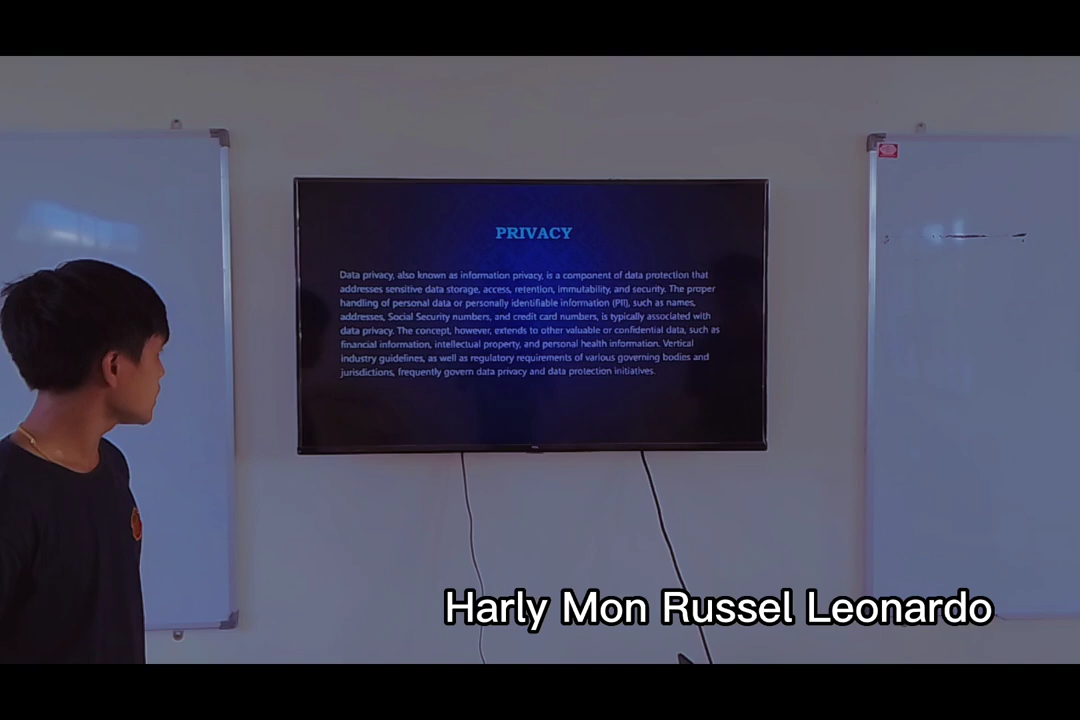 PRIVACY
Data privacy, also known as information privacy, is a component of data protection that
addresses sensitive data storage, access, retention, immutability, and security. The proper
handling of personal data or personally identifiable information (PII), such as names,
addresses, Social Security numbers, and credit card numbers, is typically associated with
data privacy. The concept, however, extends to other valuable or confidential data, such as
financial information, intellectual property, and personal health information. Vertical
industry guidelines, as well as regulatory requirements of various governing bodies and
jurisdictions, frequently govern data privacy and data protection initiatives.
Harly Mon Russel Leonardo